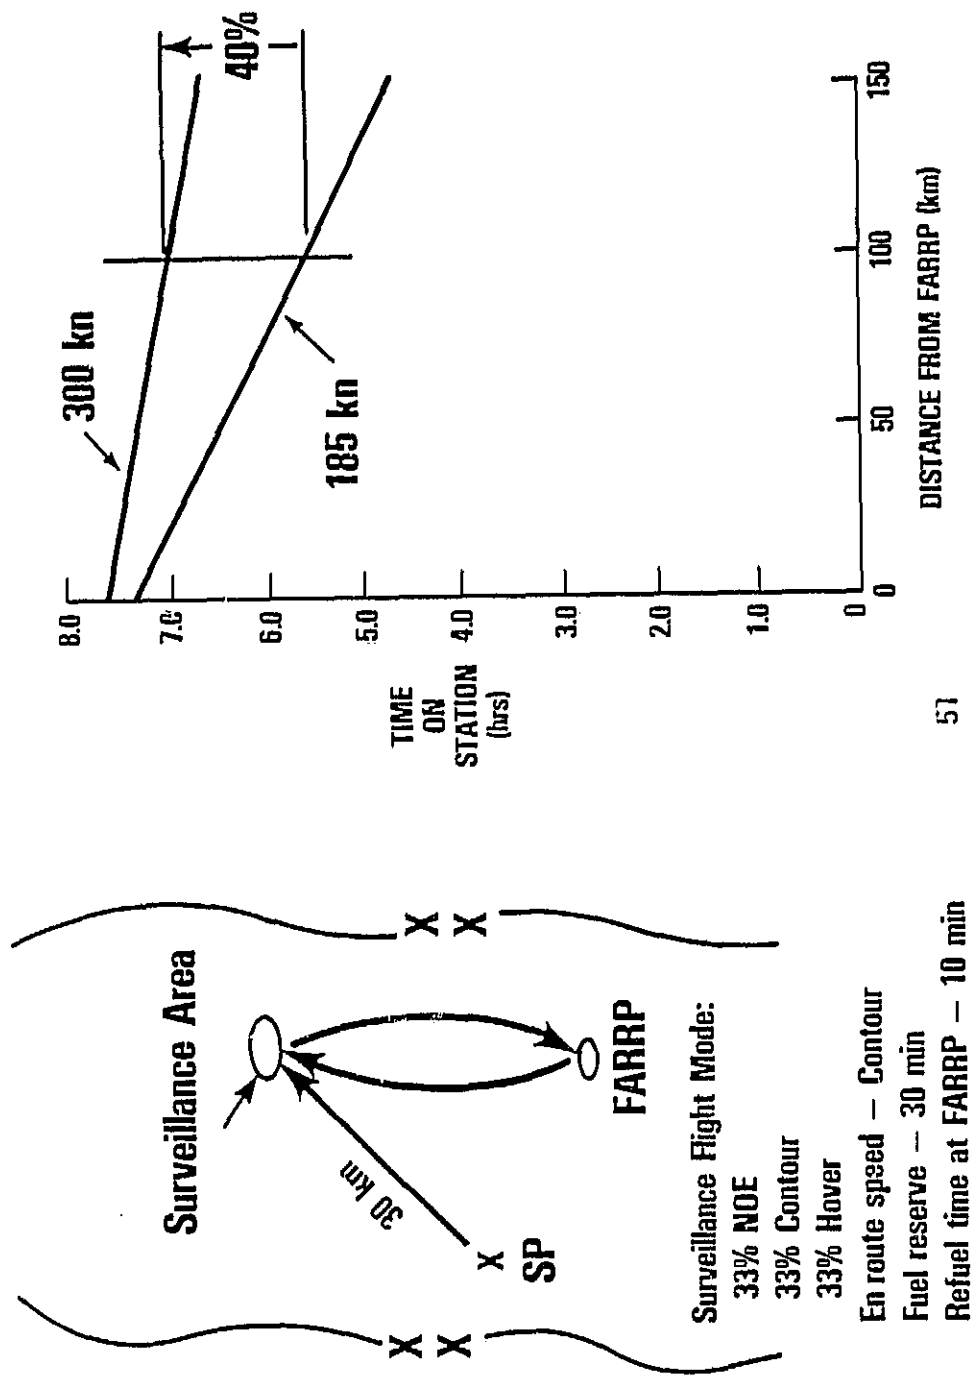 Surveillance Area
30 km
X
SP
FARRP
X
X
X
X
Surveillance Flight Mode:
33% NOE
33% Contour
33% Hover
En route speed – Contour
Fuel reserve – 30 min
Refuel time at FARRP – 10 min
TIME
ON
STATION
(hrs)
8.0
7.0
6.0
5.0
4.0
3.0
2.0
1.0
0
300 kn
185 kn
40%
0
50
100
150
DISTANCE FROM FARRP (km)
51